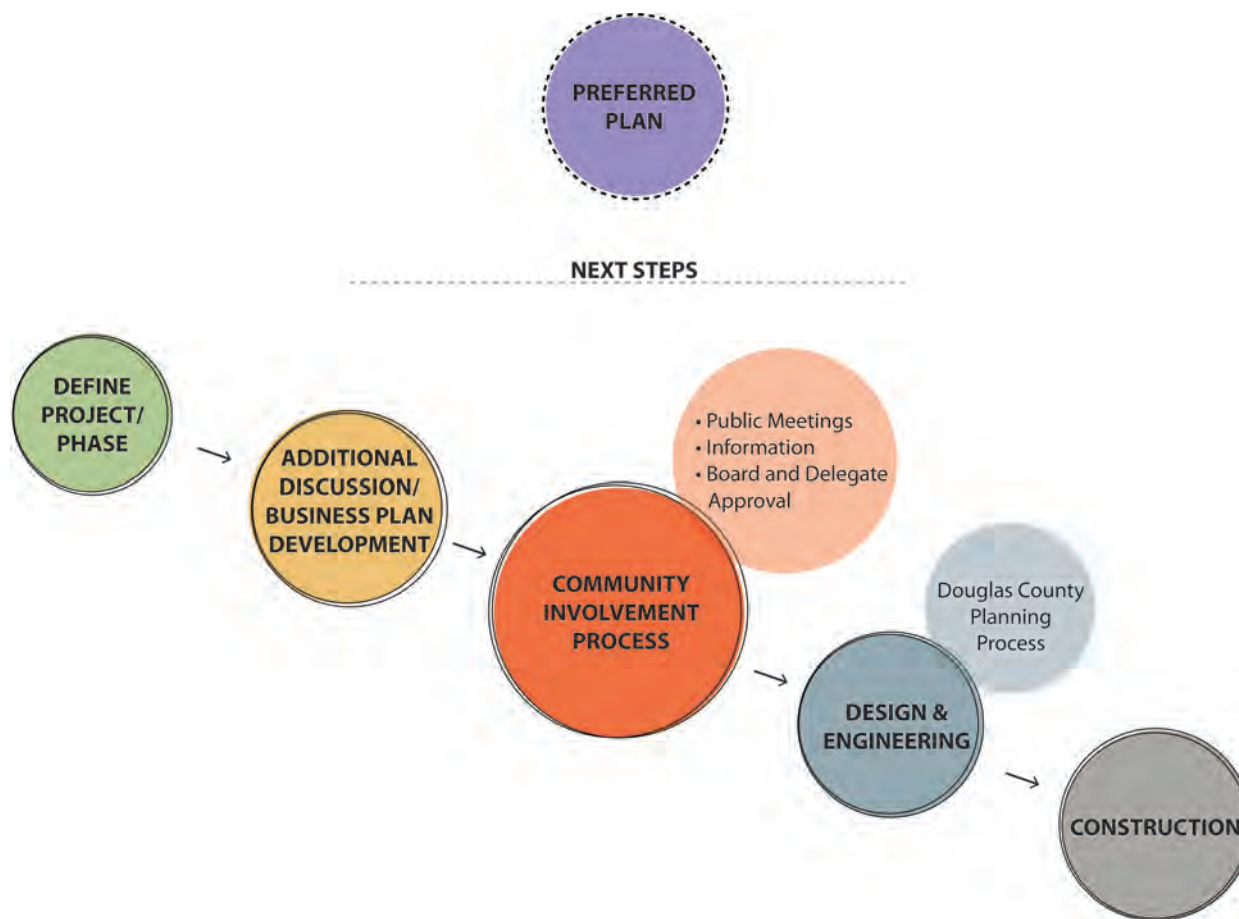 PREFERRED
PLAN
NEXT STEPS
DEFINE
PROJECT/
PHASE
ADDITIONAL
DISCUSSION/
BUSINESS PLAN
DEVELOPMENT
COMMUNITY
INVOLVEMENT
PROCESS
• Public Meetings
• Information
• Board and Delegate
Approval
DESIGN &
ENGINEERING
Douglas County
Planning
Process
CONSTRUCTION